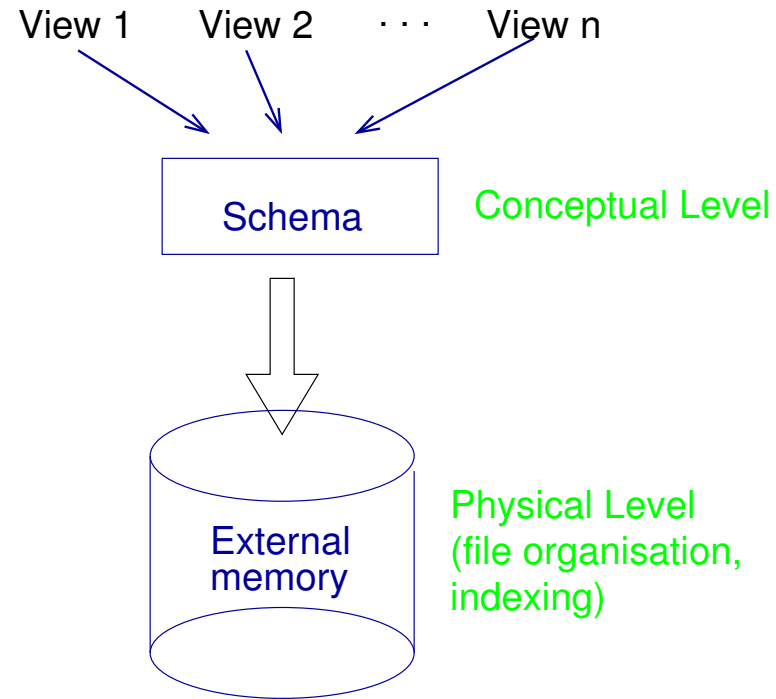 View 1 View 2 · · · View n
Schema
Conceptual Level
External
memory
Physical Level
(file organisation,
indexing)